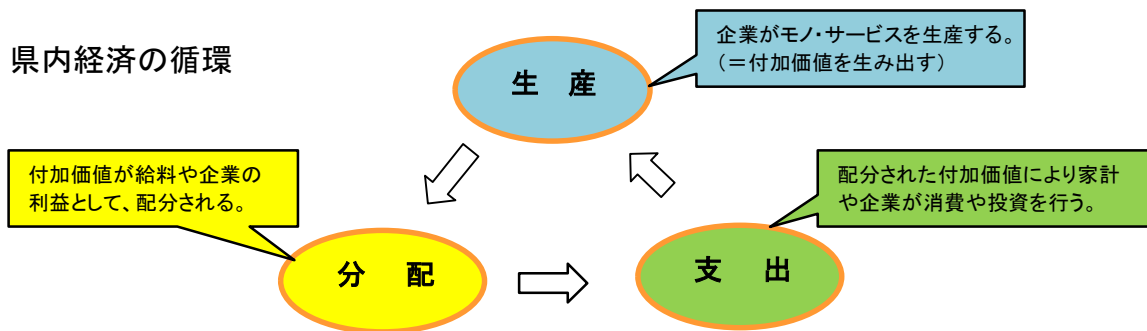 県内経済の循環
企業がモノ・サービスを生産する。
（＝付加価値を生み出す）
生　産
付加価値が給料や企業の
利益として、配分される。
配分された付加価値により家計
や企業が消費や投資を行う。
分　配
支　出